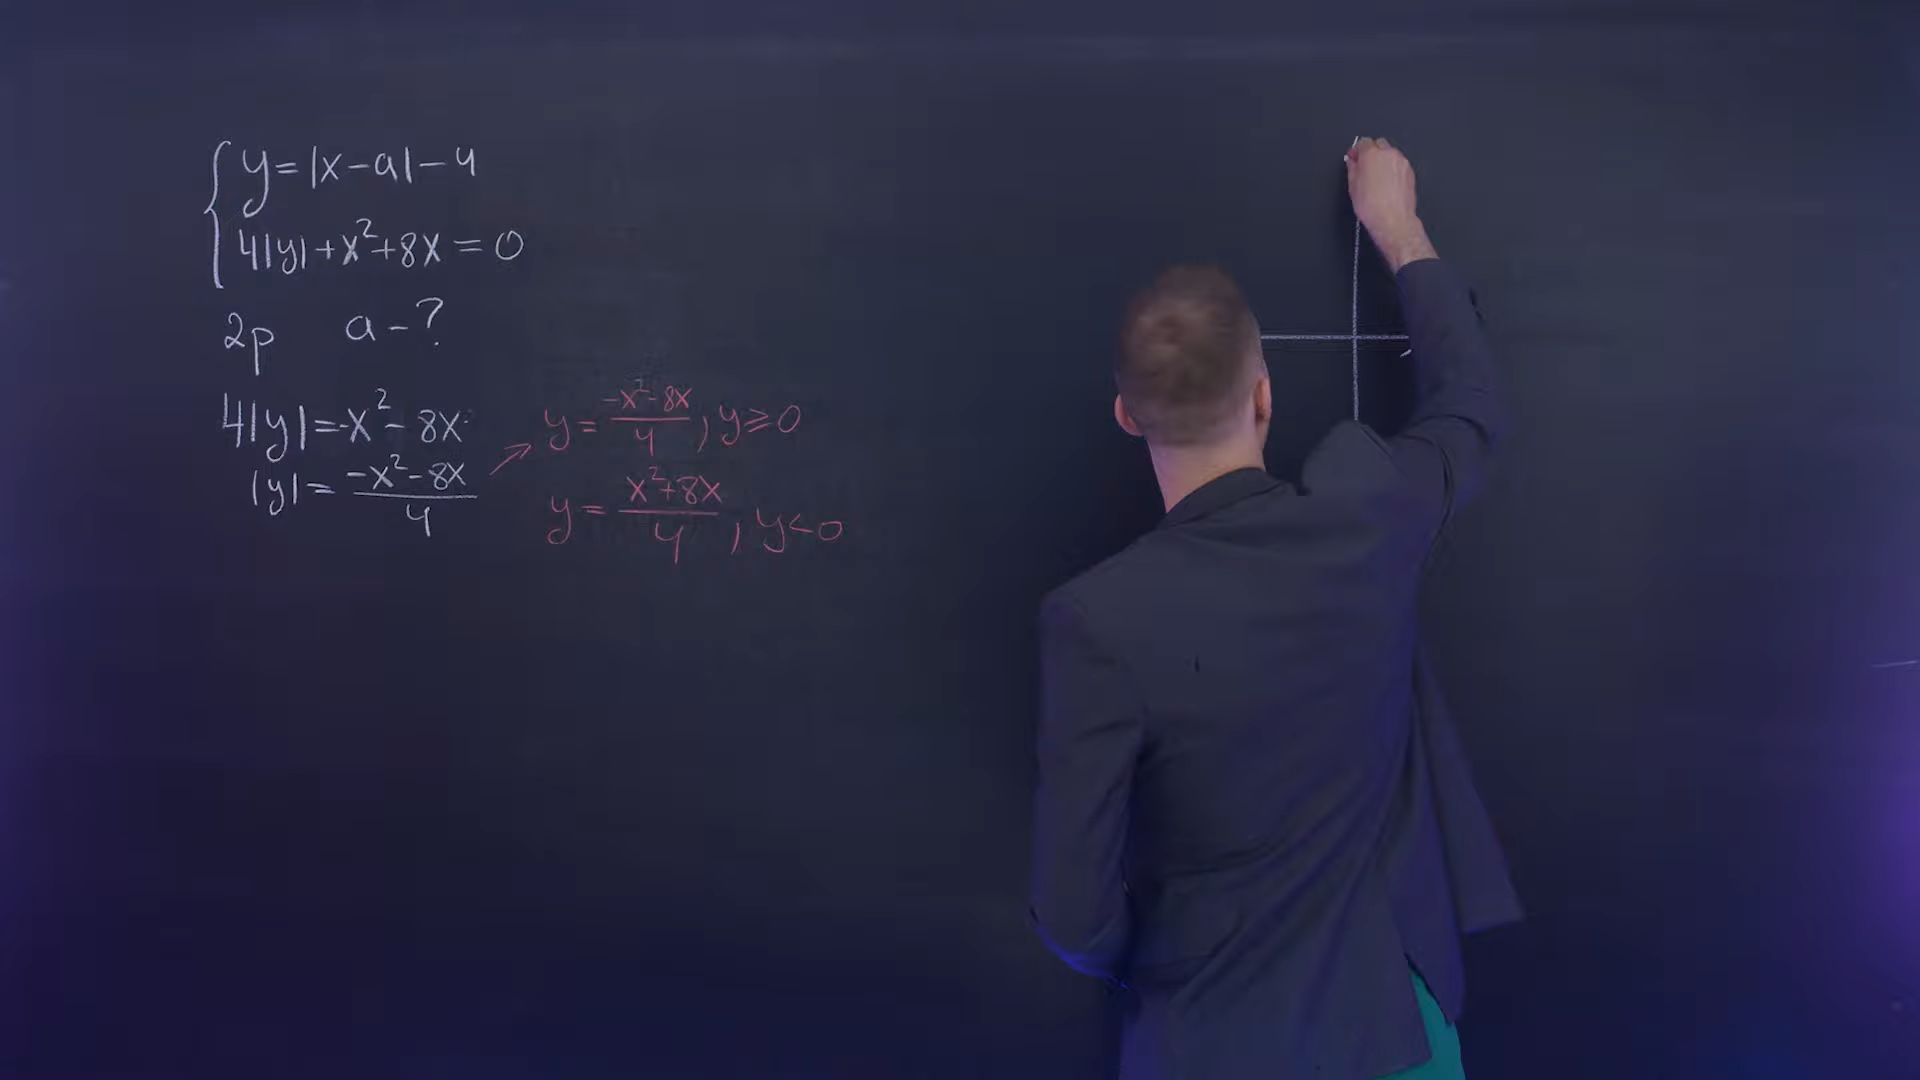 y=|x-a|-4
4|y|+x²+8x=0
2р a-?
4|y|=-x²-8x
|y|=(-x²-8x)/4
y=(-x²-8x)/4, y≥0
y=(x²+8x)/4, y<0